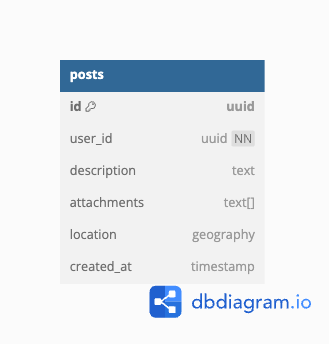 posts
id uuid
user_id uuid NN
description text
attachments text[]
location geography
created_at timestamp
dbdiagram.io